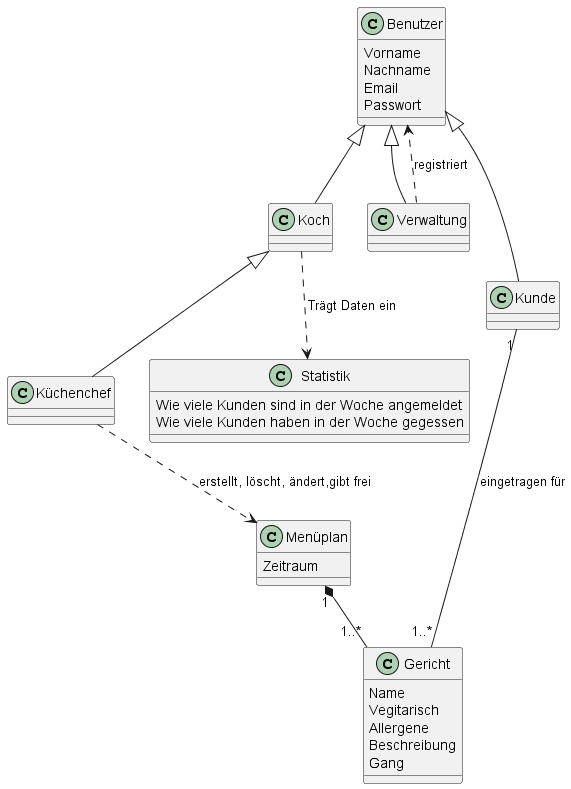 C Benutzer
Vorname
Nachname
Email
Passwort
registriert
C Koch
C Verwaltung
C Kunde
1
Trägt Daten ein
C Küchenchef
C Statistik
Wie viele Kunden sind in der Woche angemeldet
Wie viele Kunden haben in der Woche gegessen
erstellt, löscht, ändert,gibt frei
eingetragen für
C Menüplan
Zeitraum
1
1..*
1..*
C Gericht
Name
Vegitarisch
Allergene
Beschreibung
Gang